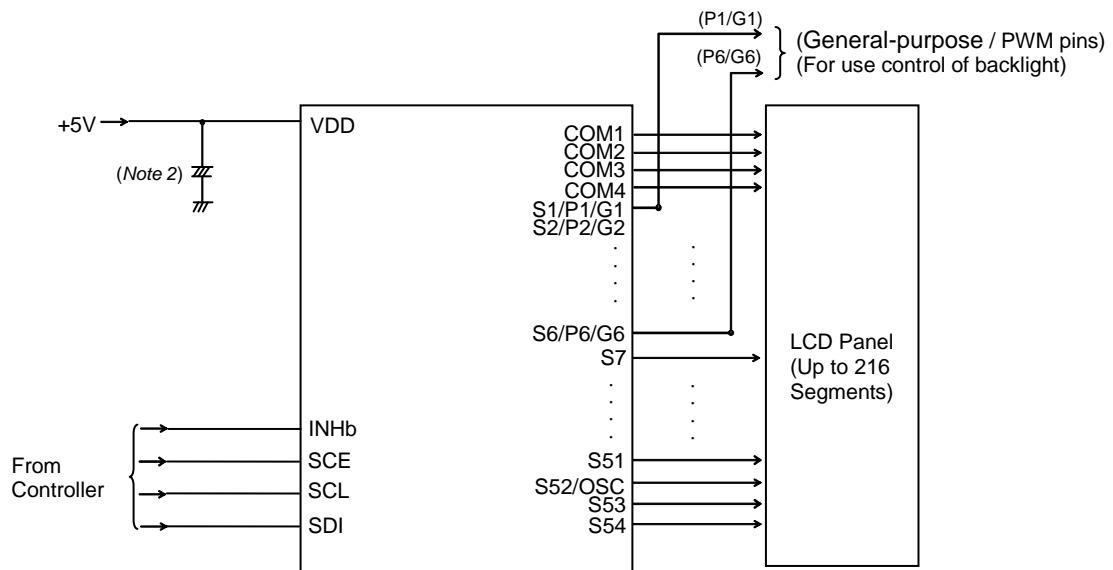 (P1/G1)
(General-purpose / PWM pins)
(P6/G6)
(For use control of backlight)
+5V
VDD
(Note 2)
COM1
COM2
COM3
COM4
S1/P1/G1
S2/P2/G2
S6/P6/G6
S7
LCD Panel
(Up to 216
Segments)
INHb
SCE
SCL
SDI
From
Controller
S51
S52/OSC
S53
S54